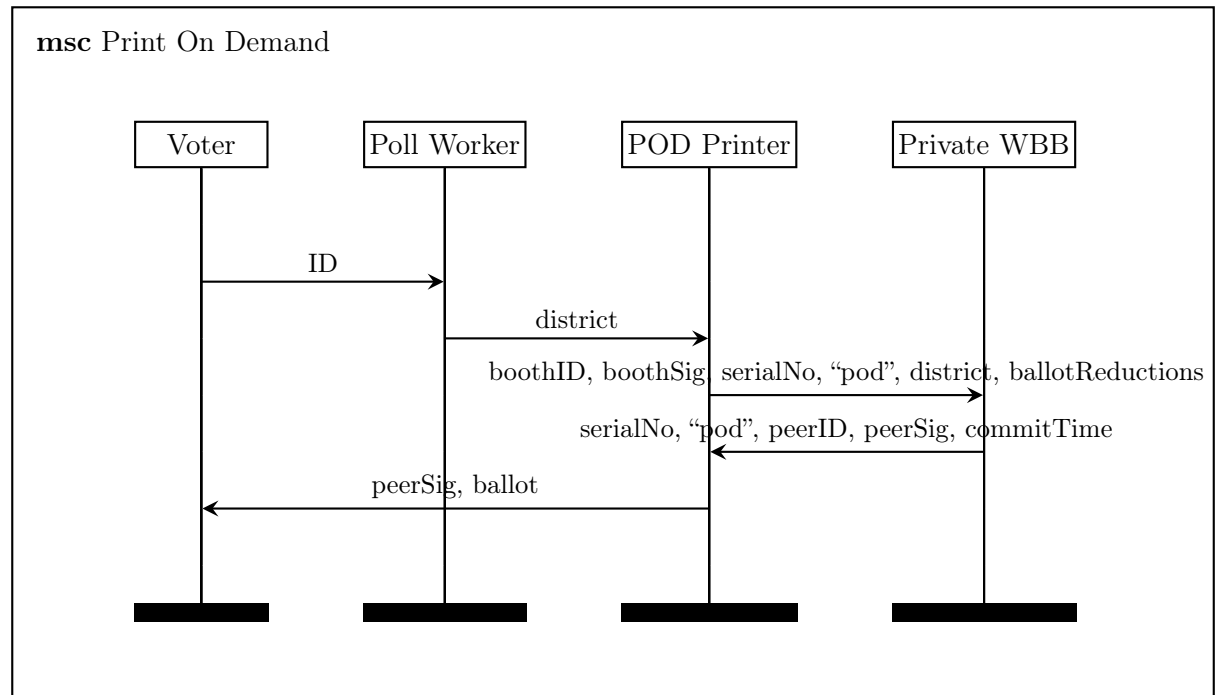 msc Print On Demand
Voter
Poll Worker
POD Printer
Private WBB
ID
district
boothID, boothSig, serialNo, “pod”, district, ballotReductions
serialNo, “pod”, peerID, peerSig, commitTime
peerSig, ballot